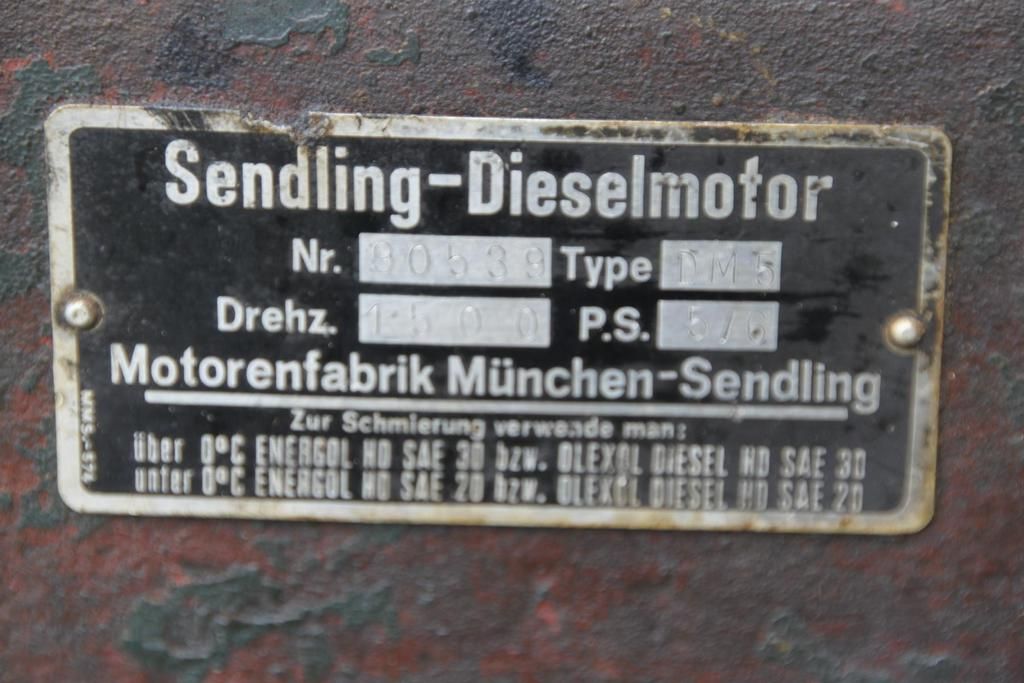 Sendling-Dieselmotor
Nr. 80539 Type DM5
Drehz. 1500 P.S. 5/6
Motorenfabrik München-Sendling
Zur Schmierung verwende man:
über 0°C ENERGOL HD SAE 30 bzw. OLEXOL DIESEL HD SAE 30
unter 0°C ENERGOL HD SAE 20 bzw. OLEXOL DIESEL HD SAE 20